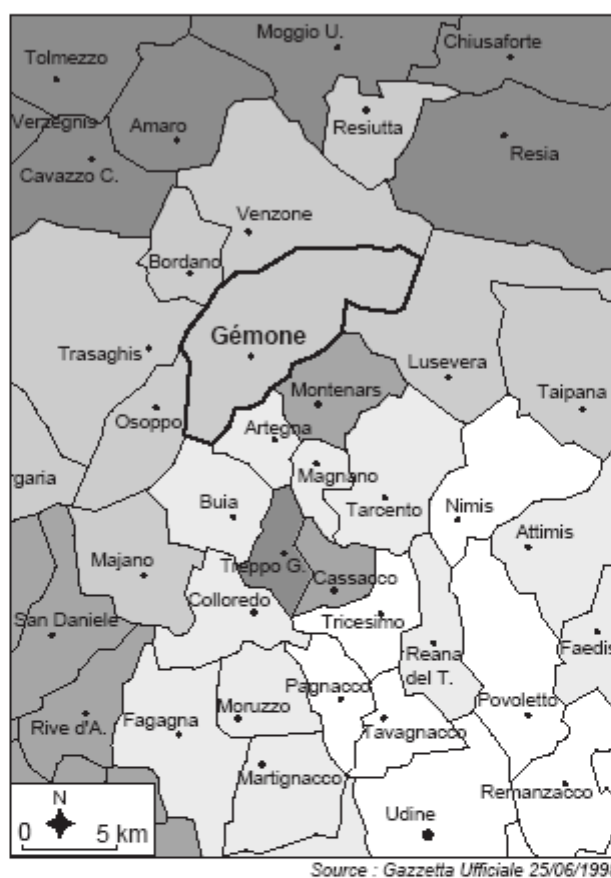 Moggio U.
Chiusaforte
Tolmezzo
Resiutta
Verzegnis
Amaro
Resia
Cavazzo C.
Venzone
Bordano
Gémone
Trasaghis
Lusevera
Montenars
Taipana
Osoppo
Artegna
Magnano
rgaria
Buia
Tarcento
Nimis
Attimis
Majano
Treppo G.
Cassacco
Colloredo
San Daniele
Tricesimo
Reana
del T.
Faedis
Pagnacco
Moruzzo
Povoletto
Rive d'A.
Fagagna
Tavagnacco
Martignacco
Remanzacco
N
0 5 km
Udine
Source : Gazzetta Ufficiale 25/06/199